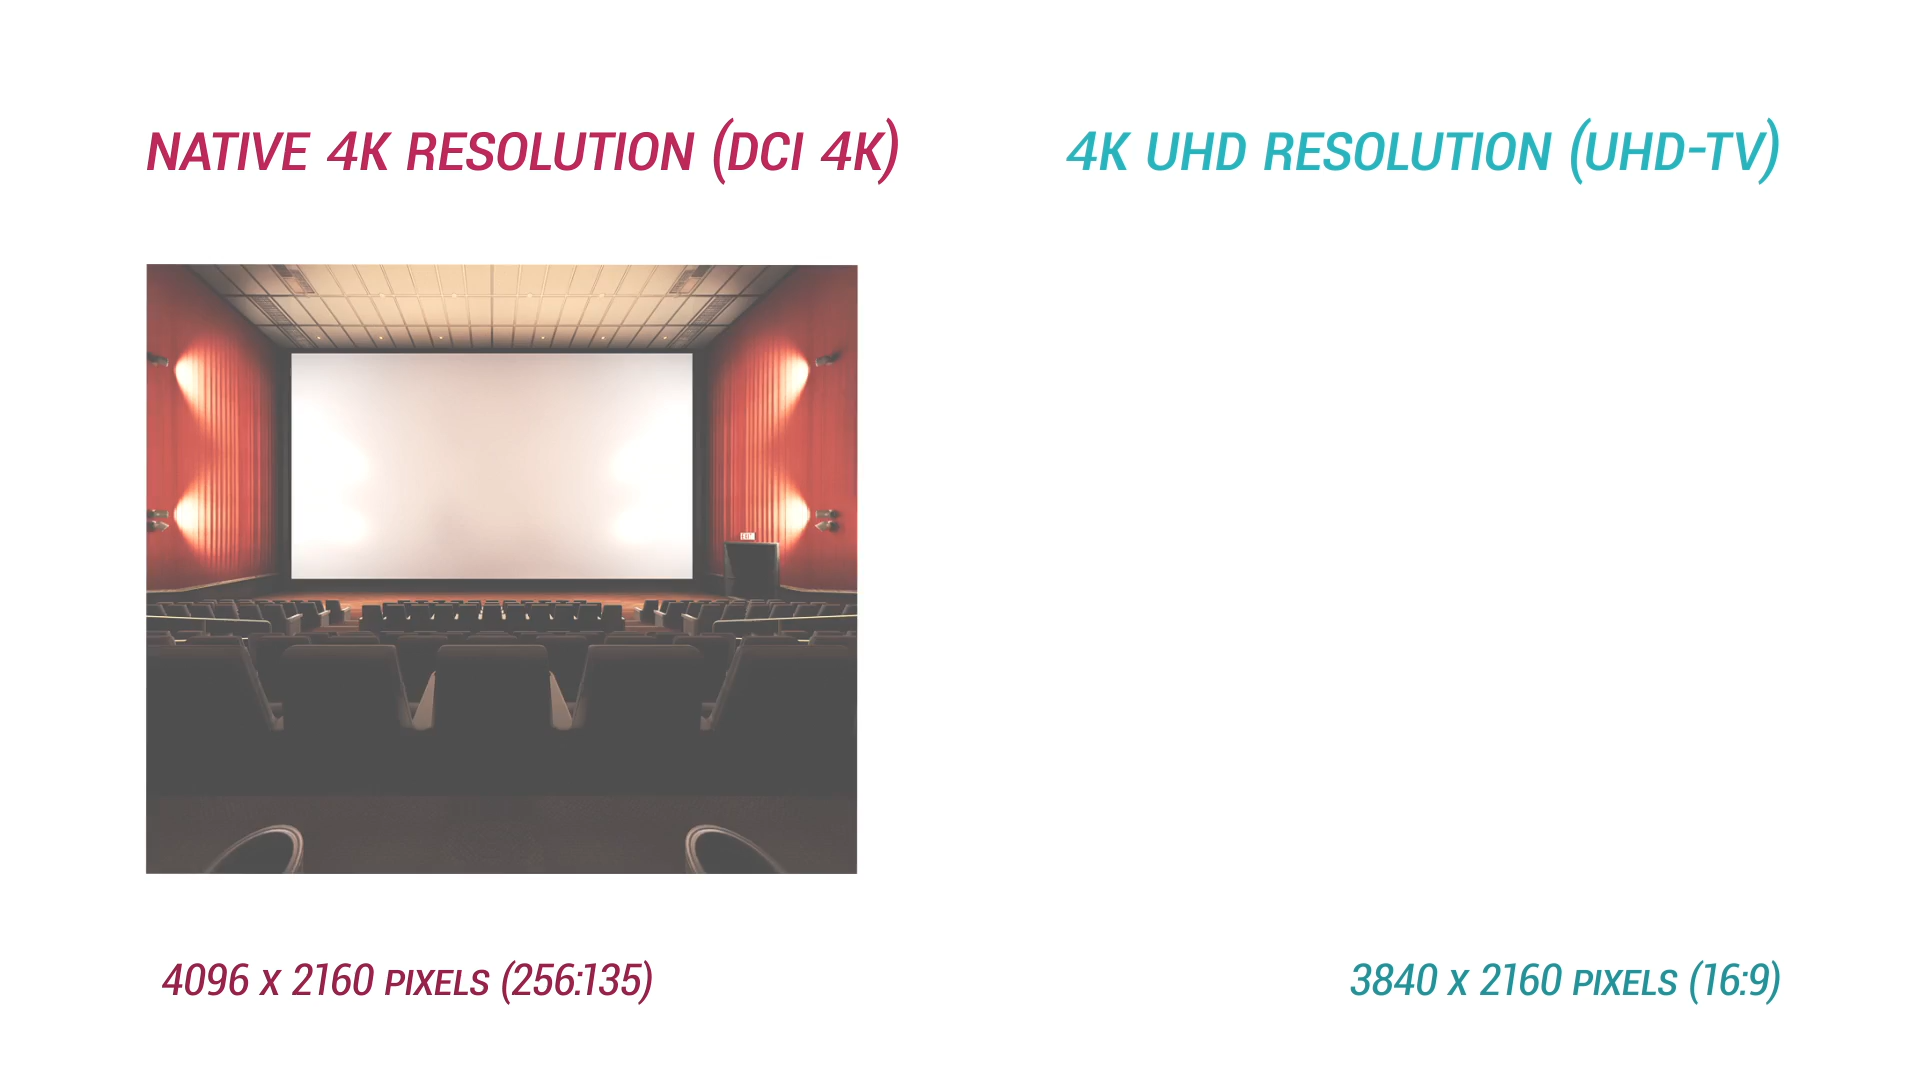 NATIVE 4K RESOLUTION (DCI 4K)
4K UHD RESOLUTION (UHD-TV)
4096 x 2160 PIXELS (256:135)
3840 x 2160 PIXELS (16:9)